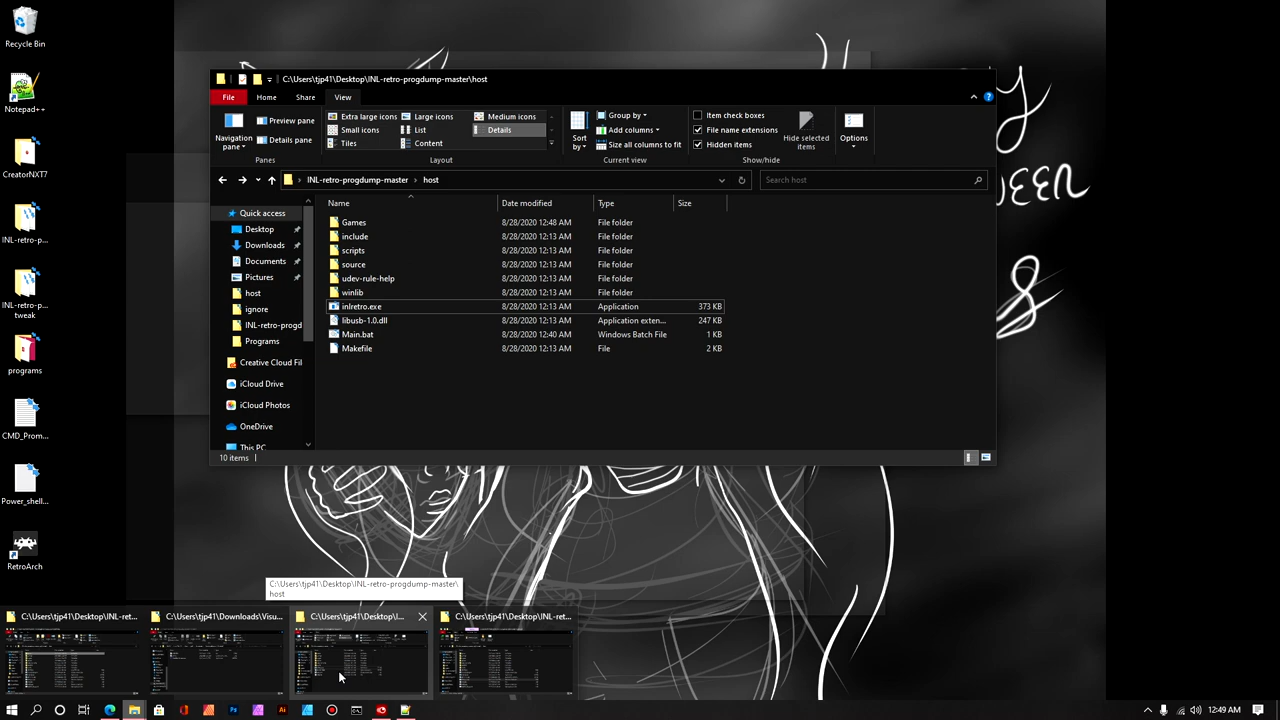 Recycle Bin
Notepad++
CreatorNXT7
INL-retro-p...
INL-retro-p...
tweak
programs
CMD_Prom...
Power_shell...
RetroArch
C:\Users\tjp41\Desktop\INL-retro-progdump-master\host
File
Home
Share
View
Navigation
pane
Preview pane
Details pane
Panes
Extra large icons
Large icons
Medium icons
Small icons
List
Details
Tiles
Content
Layout
Sort
by
Group by
Add columns
Size all columns to fit
Current view
Item check boxes
File name extensions
Hidden items
Hide selected
items
Show/hide
Options
INL-retro-progdump-master
host
Search host
Quick access
Desktop
Downloads
Documents
Pictures
host
ignore
INL-retro-progd
Programs
Creative Cloud Fil
iCloud Drive
iCloud Photos
OneDrive
This PC
Name Date modified Type Size
Games 8/28/2020 12:48 AM File folder
include 8/28/2020 12:13 AM File folder
scripts 8/28/2020 12:13 AM File folder
source 8/28/2020 12:13 AM File folder
udev-rule-help 8/28/2020 12:13 AM File folder
winlib 8/28/2020 12:13 AM File folder
inlretro.exe 8/28/2020 12:13 AM Application 373 KB
libusb-1.0.dll 8/28/2020 12:13 AM Application exten... 247 KB
Main.bat 8/28/2020 12:40 AM Windows Batch File 1 KB
Makefile 8/28/2020 12:13 AM File 2 KB
10 items
C:\Users\tjp41\Desktop\INL-retro-progdump-master\
host
C:\Users\tjp41\Desktop\INL-ret...
C:\Users\tjp41\Downloads\Visu...
C:\Users\tjp41\Desktop\I...
C:\Users\tjp41\Desktop\INL-ret...
12:49 AM